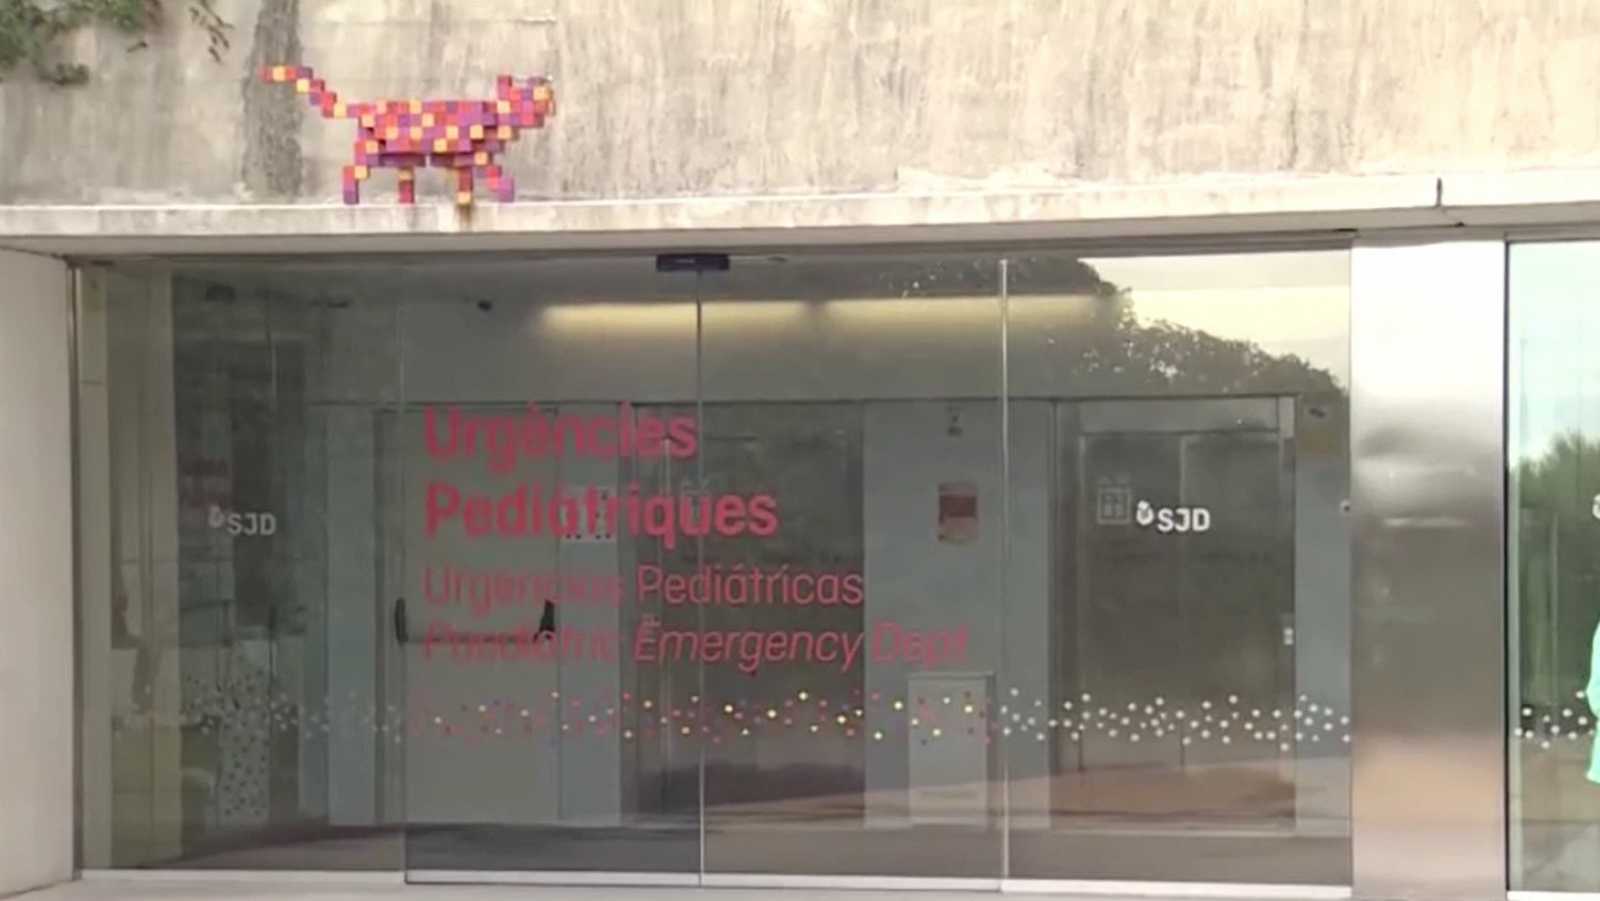 Urgències
Pediàtriques
Urgencias Pediátricas
Paediatric Emergency Dept
SJD
SJD